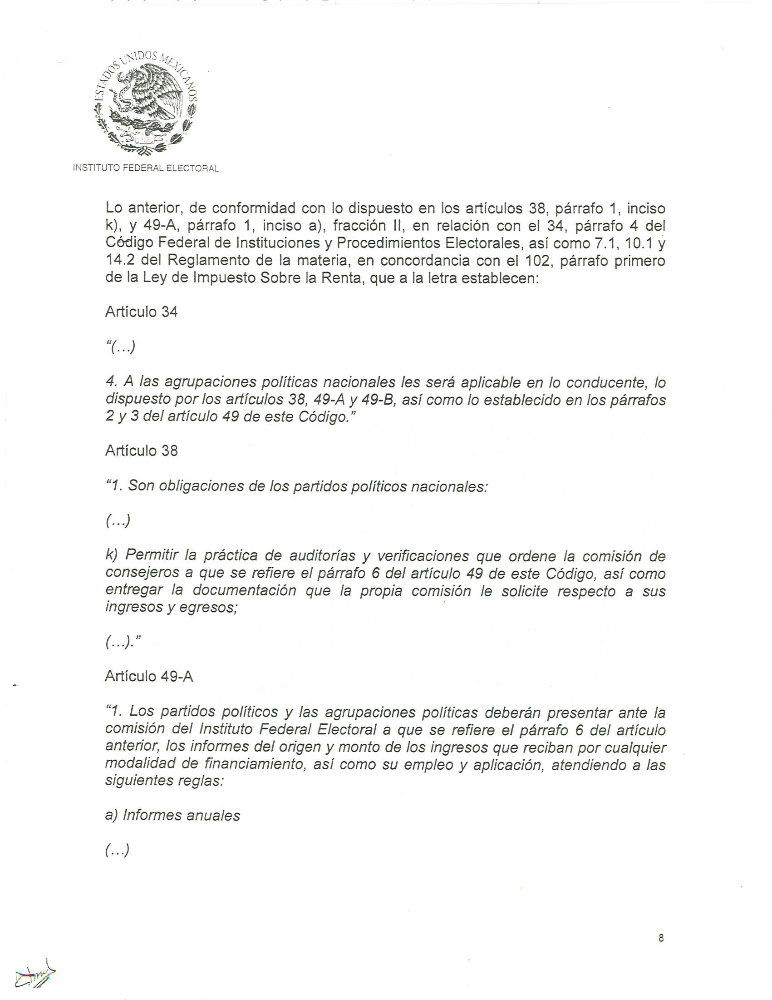 ESTADOS UNIDOS MEXICANOS
INSTITUTO FEDERAL ELECTORAL
Lo anterior, de conformidad con lo dispuesto en los artículos 38, párrafo 1, inciso
k), y 49-A, párrafo 1, inciso a), fracción II, en relación con el 34, párrafo 4 del
Código Federal de Instituciones y Procedimientos Electorales, así como 7.1, 10.1 y
14.2 del Reglamento de la materia, en concordancia con el 102, párrafo primero
de la Ley de Impuesto Sobre la Renta, que a la letra establecen:
Artículo 34
“(...)
4. A las agrupaciones políticas nacionales les será aplicable en lo conducente, lo
dispuesto por los artículos 38, 49-A y 49-B, así como lo establecido en los párrafos
2 y 3 del artículo 49 de este Código.”
Artículo 38
“1. Son obligaciones de los partidos políticos nacionales:
(...)
k) Permitir la práctica de auditorías y verificaciones que ordene la comisión de
consejeros a que se refiere el párrafo 6 del artículo 49 de este Código, así como
entregar la documentación que la propia comisión le solicite respecto a sus
ingresos y egresos;
(...).”
Artículo 49-A
“1. Los partidos políticos y las agrupaciones políticas deberán presentar ante la
comisión del Instituto Federal Electoral a que se refiere el párrafo 6 del artículo
anterior, los informes del origen y monto de los ingresos que reciban por cualquier
modalidad de financiamiento, así como su empleo y aplicación, atendiendo a las
siguientes reglas:
a) Informes anuales
(...)
8